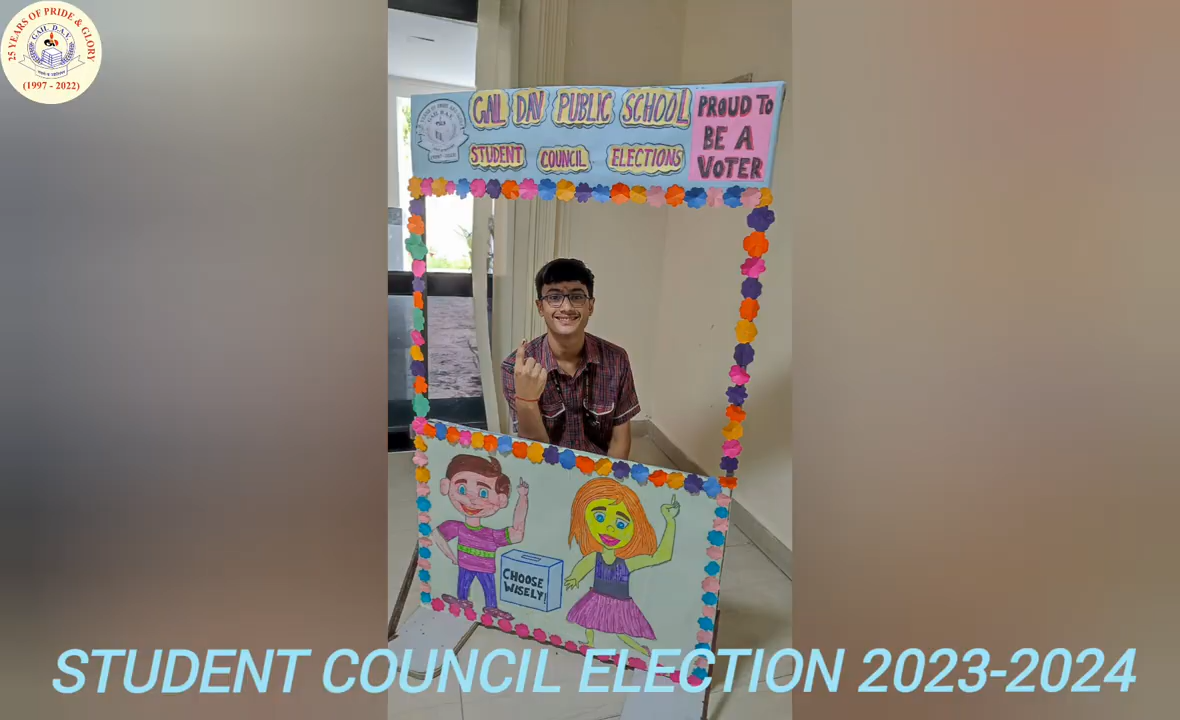 25 YEARS OF PRIDE & GLORY
GAIL D.A.V.
(1997 - 2022)
GAIL DAV PUBLIC SCHOOL
STUDENT COUNCIL ELECTIONS
PROUD TO
BE A
VOTER
CHOOSE
WISELY!
STUDENT COUNCIL ELECTION 2023-2024